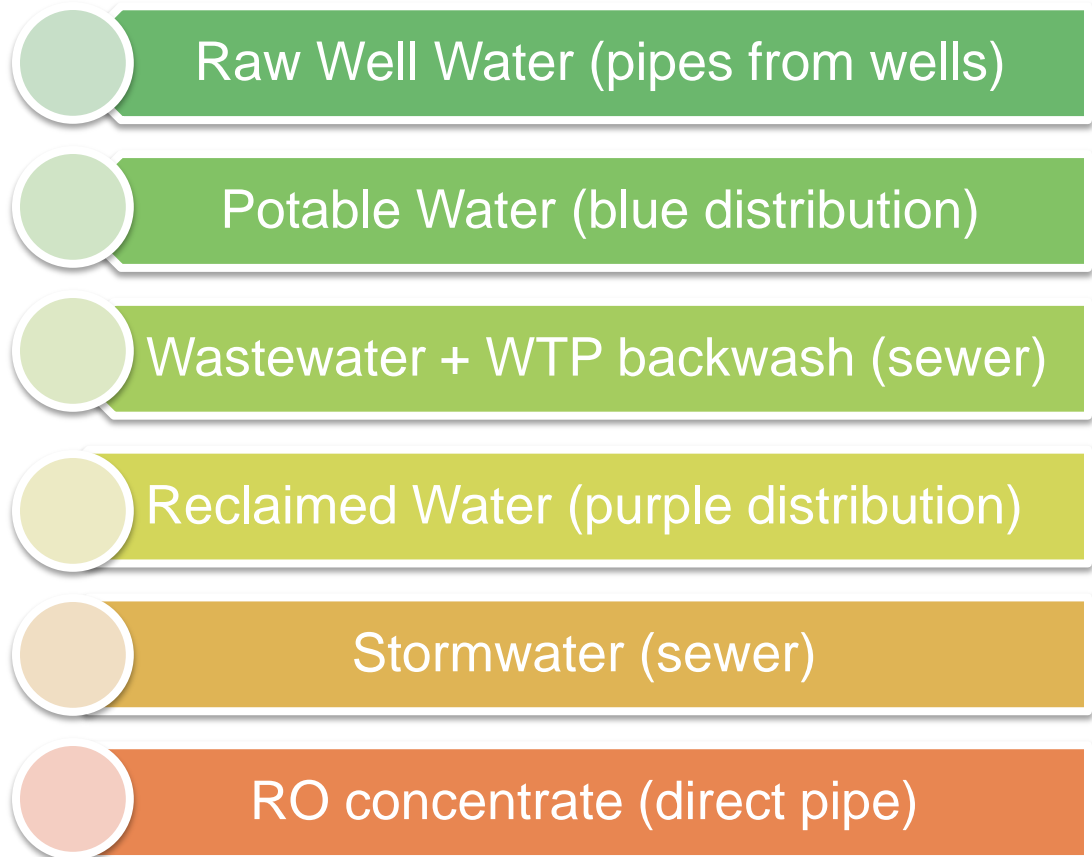 Raw Well Water (pipes from wells)
Potable Water (blue distribution)
Wastewater + WTP backwash (sewer)
Reclaimed Water (purple distribution)
Stormwater (sewer)
RO concentrate (direct pipe)